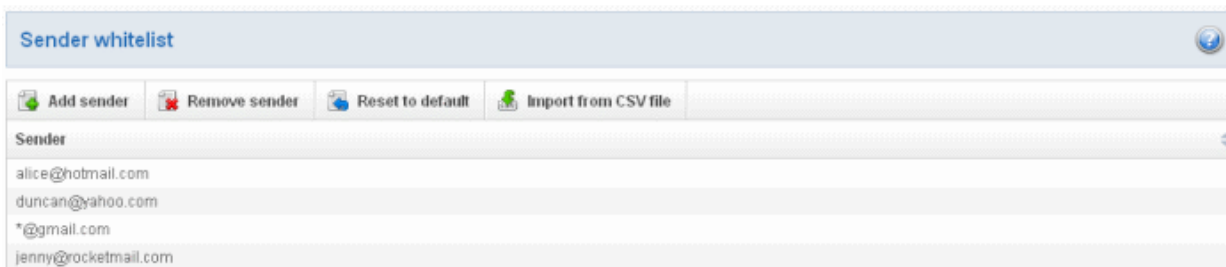 Sender whitelist
Add sender Remove sender Reset to default Import from CSV file
Sender
alice@hotmail.com
duncan@yahoo.com
*@gmail.com
jenny@rocketmail.com